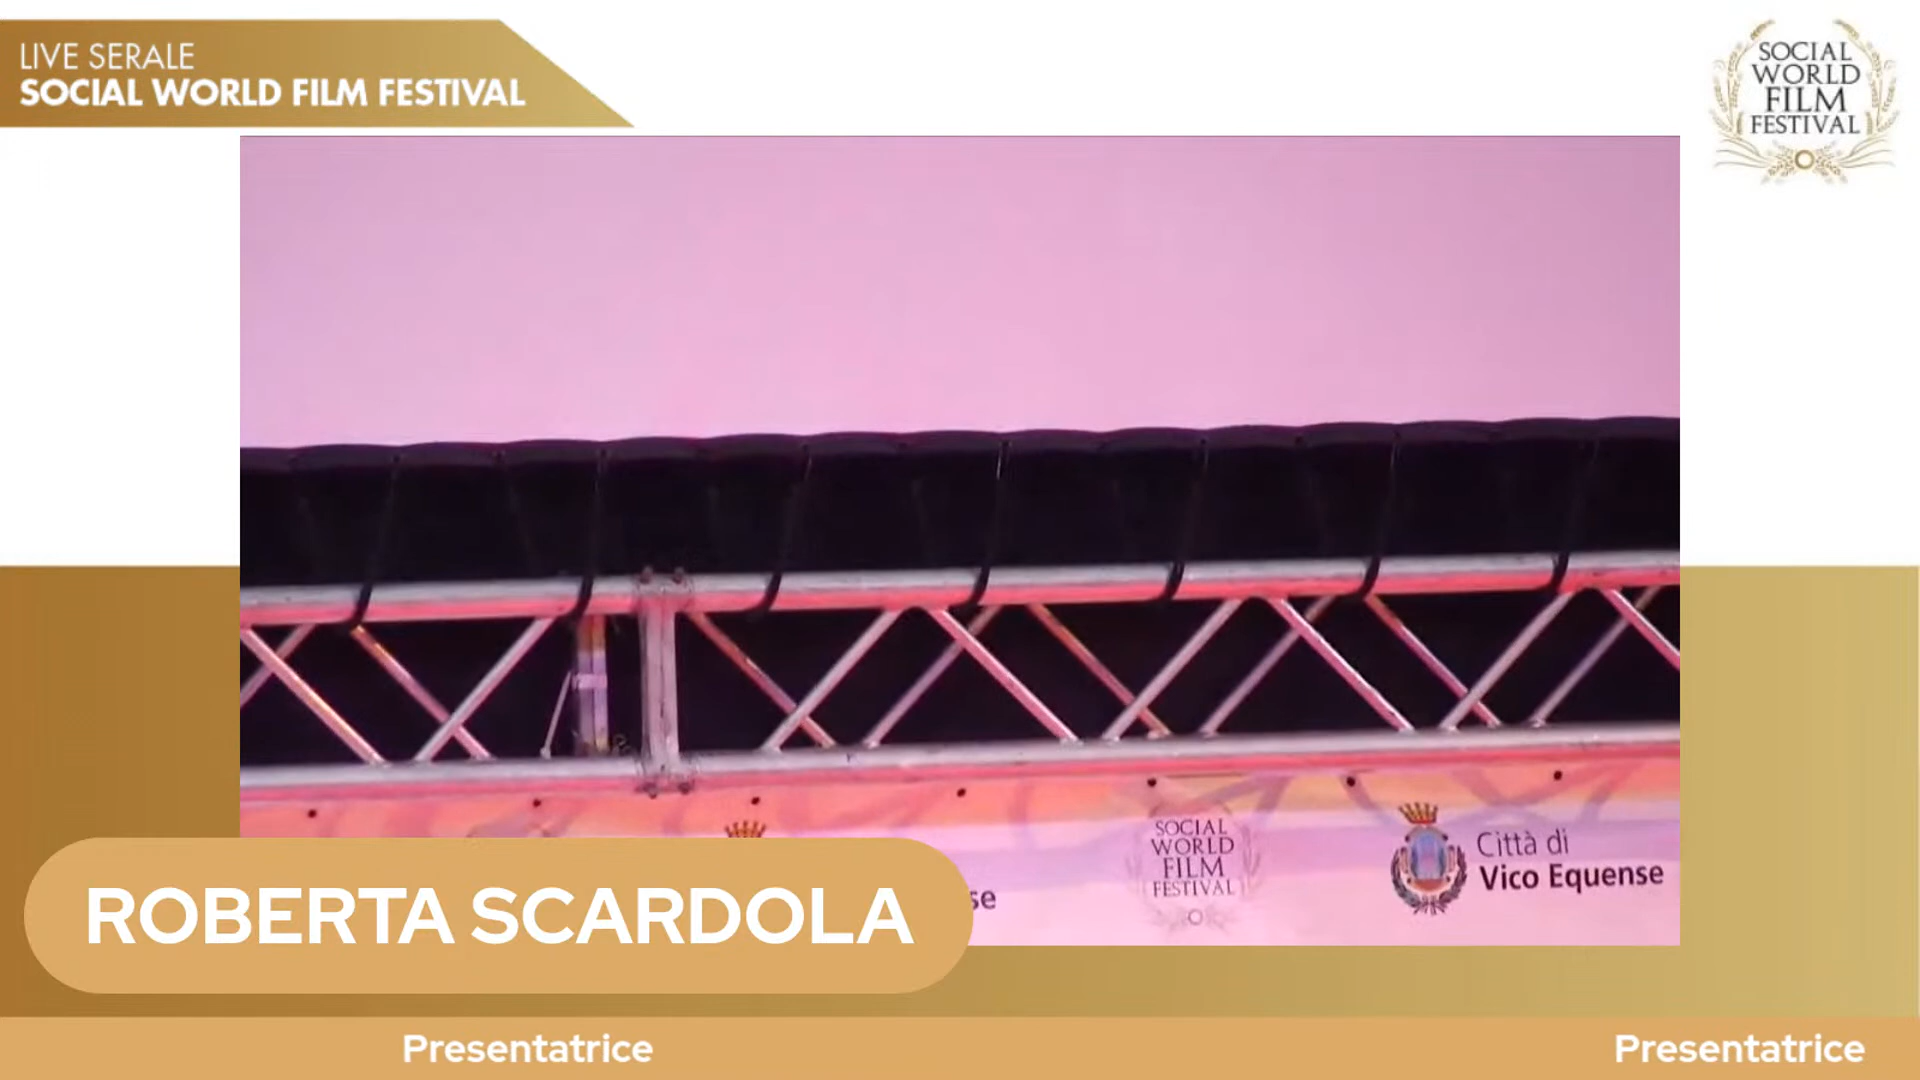 LIVE SERALE
SOCIAL WORLD FILM FESTIVAL
SOCIAL
WORLD
FILM
FESTIVAL
SOCIAL
WORLD
FILM
FESTIVAL
Città di
Vico Equense
ROBERTA SCARDOLA
Presentatrice
Presentatrice